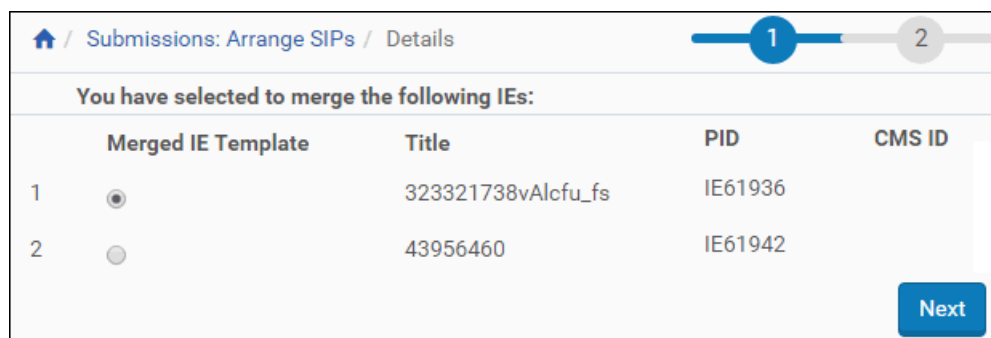 / Submissions: Arrange SIPs / Details 1 2
You have selected to merge the following IEs:
Merged IE Template Title PID CMS ID
1 323321738vAlcfu_fs IE61936
2 43956460 IE61942
Next